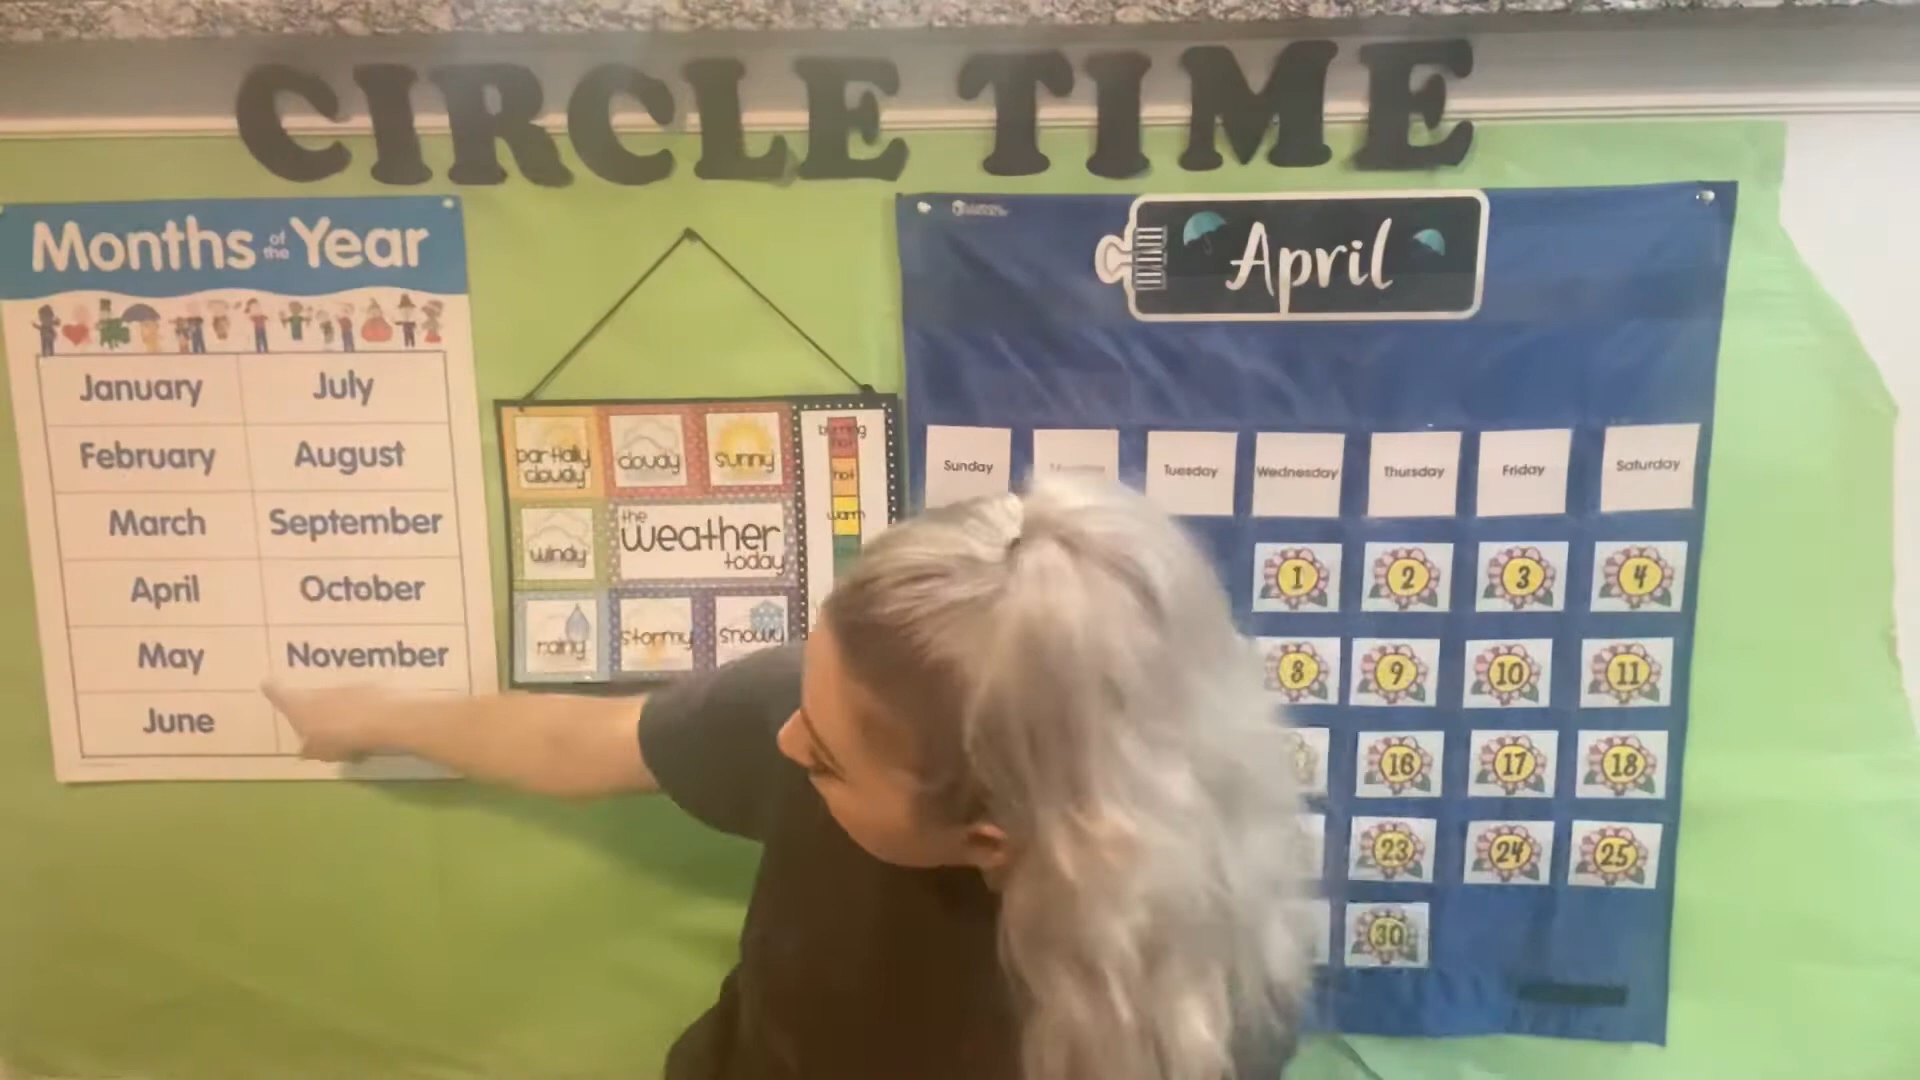 CIRCLE TIME
Months of the Year
January July
February August
March September
April October
May November
June
partially cloudy
cloudy
sunny
windy
the weather today
rainy
stormy
snowy
burning hot
hot
warm
April
Sunday Tuesday Wednesday Thursday Friday Saturday
1 2 3 4
8 9 10 11
16 17 18
23 24 25
30